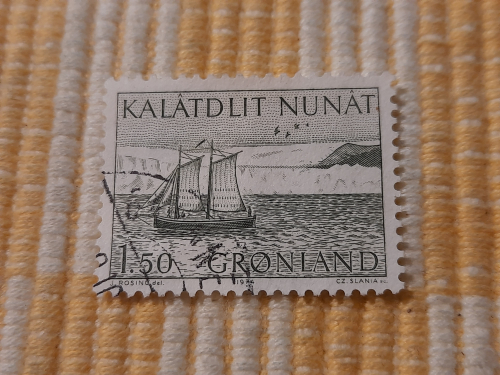 KALÂTDLIT NUNÂT
1.50 GRØNLAND
J. ROSING del.
CZ. SLANIA sc.